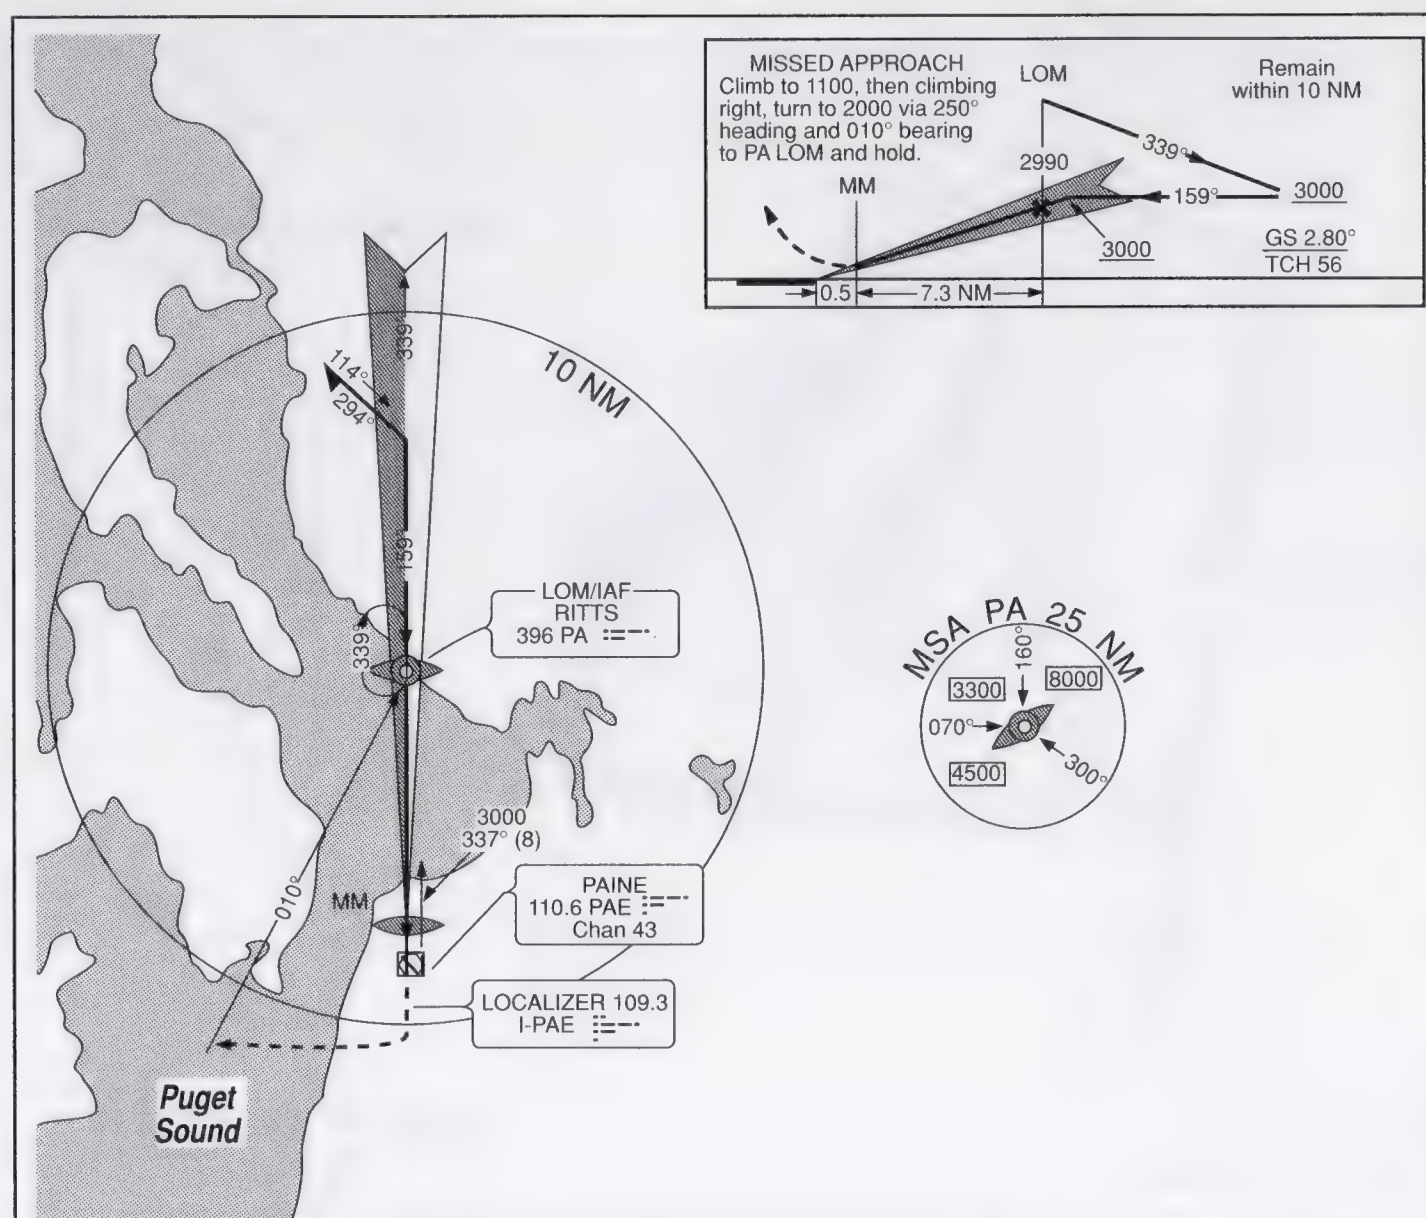 MISSED APPROACH
Climb to 1100, then climbing
right, turn to 2000 via 250°
heading and 010° bearing
to PA LOM and hold.
LOM
Remain
within 10 NM
339°
2990
MM
159°
3000
3000
GS 2.80°
TCH 56
0.5
7.3 NM
339°
10 NM
114°
294°
159°
LOM/IAF
RITTS
396 PA
339°
MSA PA 25 NM
160°
3300
8000
070°
300°
4500
3000
337° (8)
010°
MM
PAINE
110.6 PAE
Chan 43
LOCALIZER 109.3
I-PAE
Puget
Sound